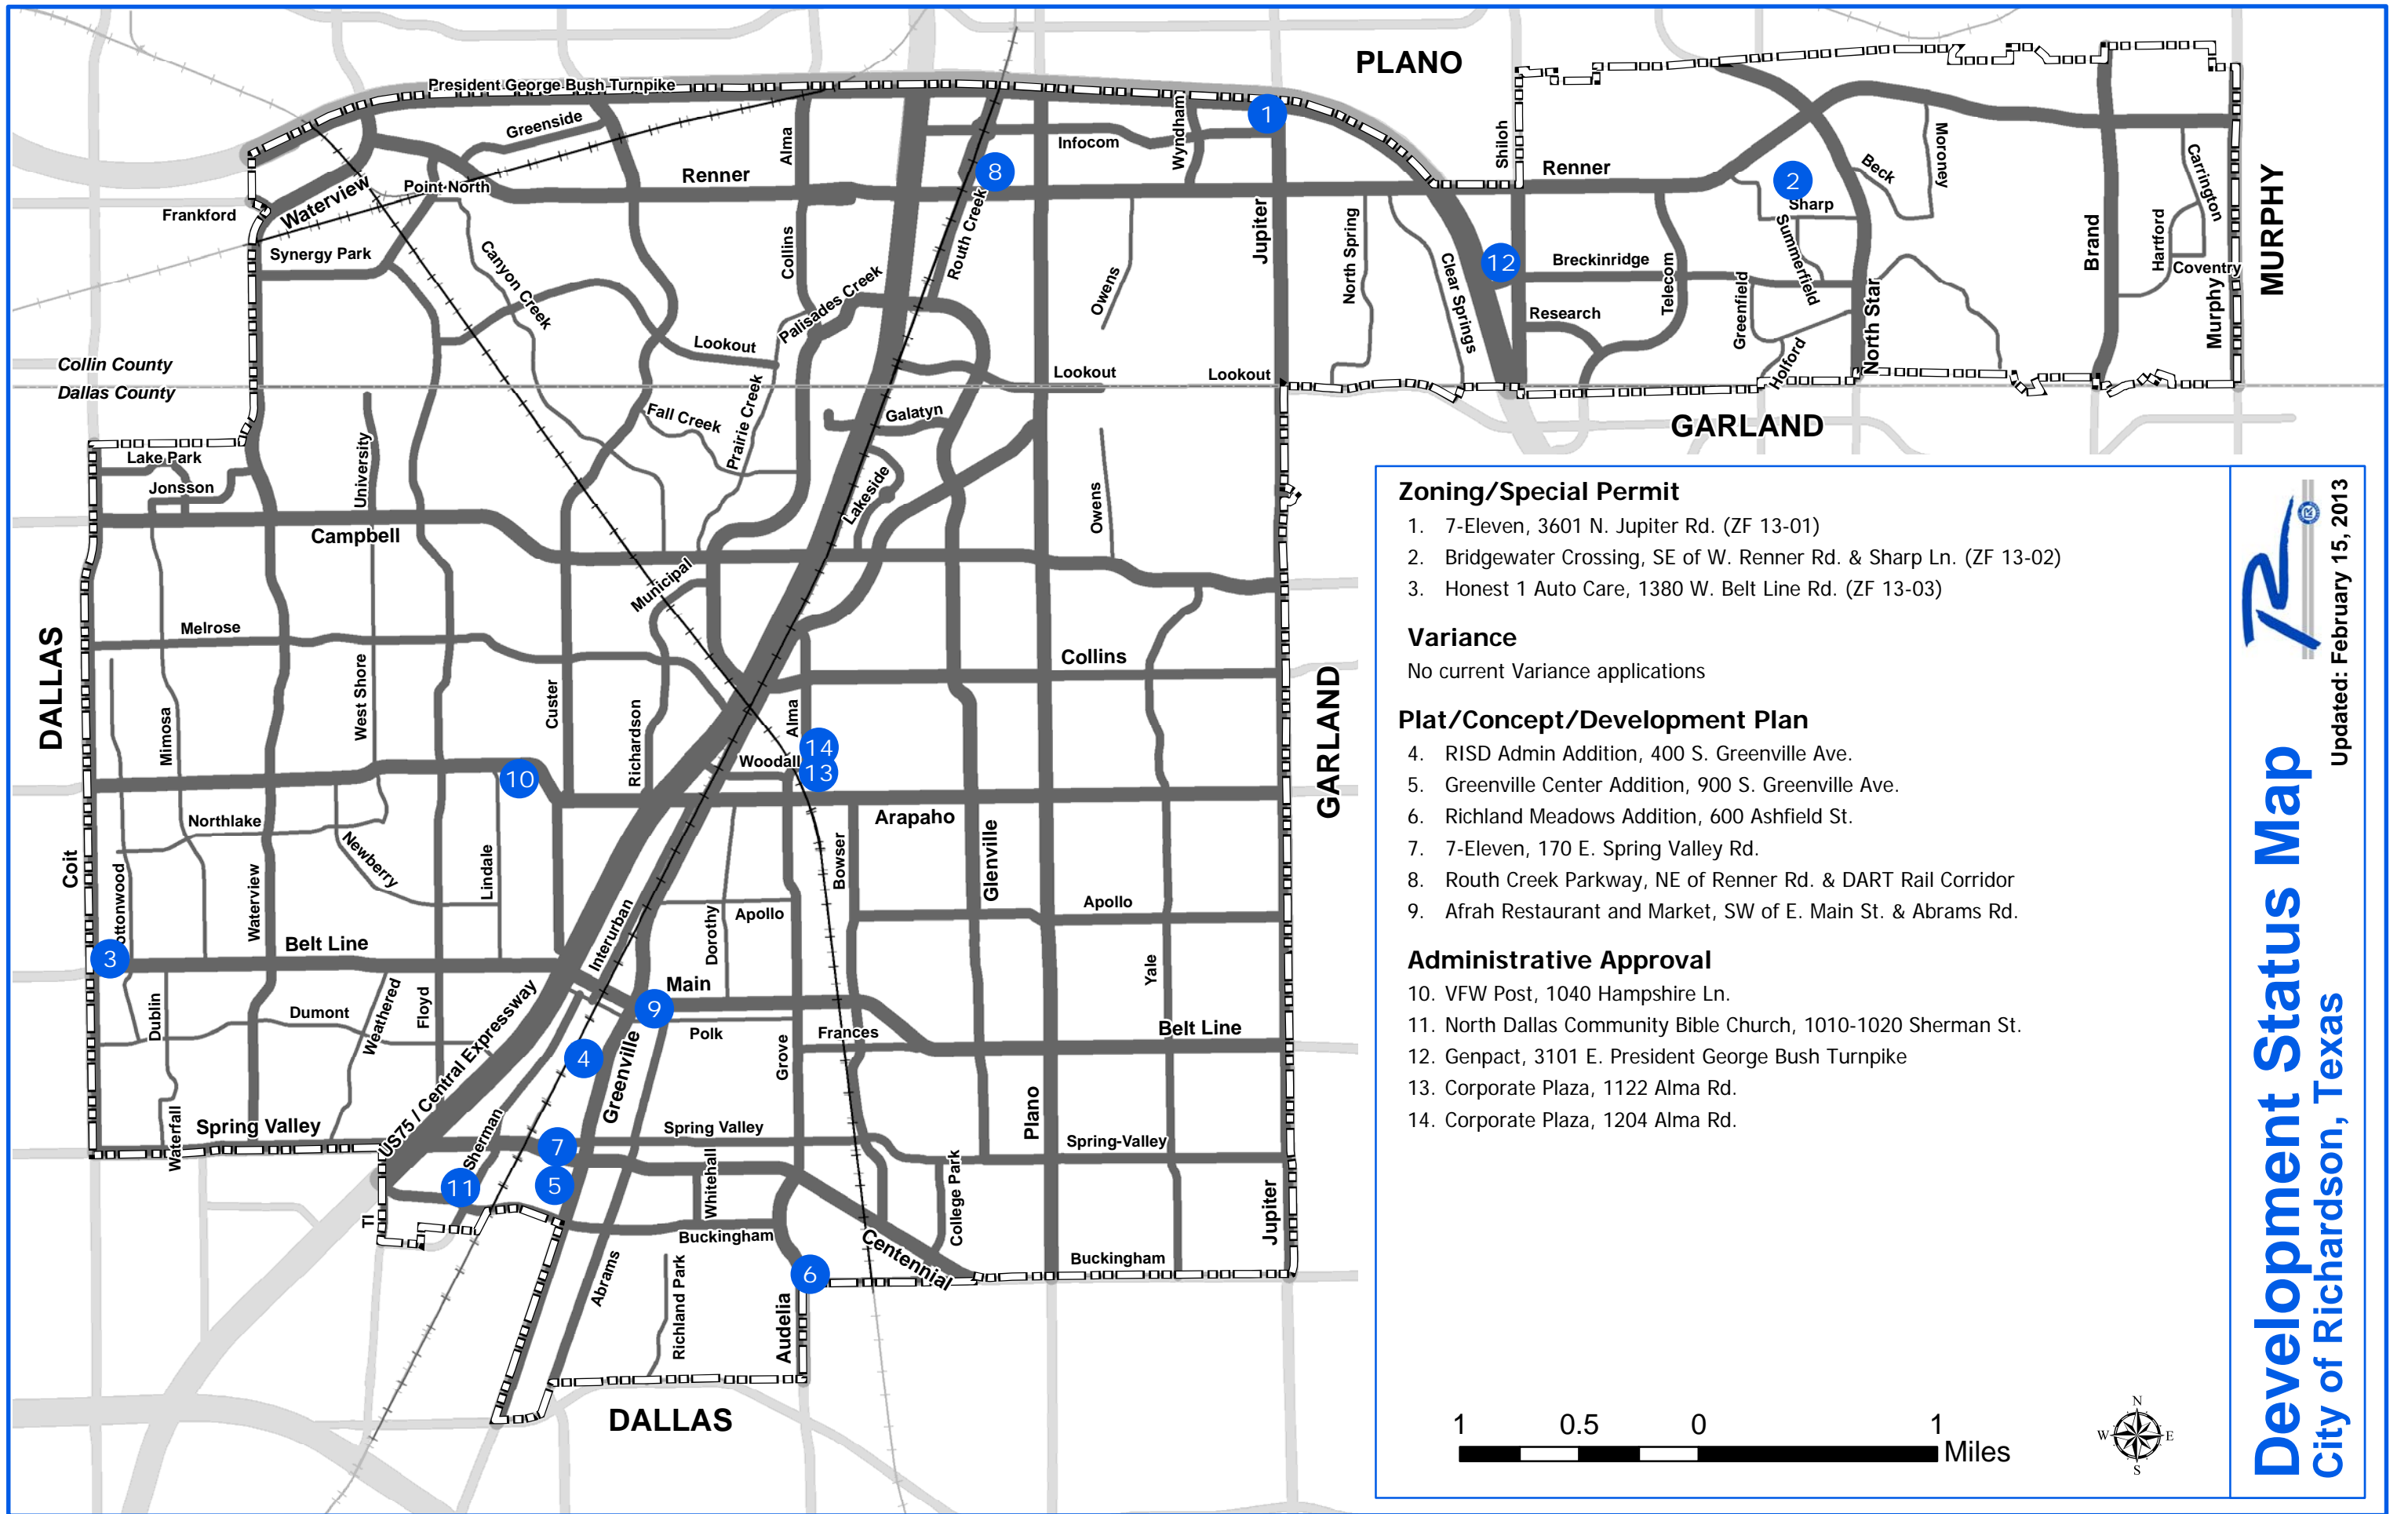 PLANO
President George Bush Turnpike
Greenside
Alma
Infocom
Wyndham
1
Shiloh
Renner
Moroney
Beck
Carrington
MURPHY
Renner
8
2
Point North
Waterview
Frankford
Sharp
Routh Creek
Jupiter
North Spring
Summerfield
Brand
Hartford
Synergy Park
Canyon Creek
Collins
Palisades Creek
Owens
Clear Springs
12
Breckinridge
Telecom
Greenfield
Coventry
Murphy
Research
North Star
Holford
Lookout
Collin County
Dallas County
Lookout
Lookout
Prairie Creek
Fall Creek
Galatyn
GARLAND
Lake Park
University
Jonsson
Lakeside
Owens
Campbell
Municipal
Melrose
DALLAS
West Shore
Mimosa
Custer
Richardson
Collins
Alma
GARLAND
14
Woodall
13
10
Arapaho
Northlake
Newberry
Coit
ottonwood
Waterview
Lindale
Bowser
Glenville
Interurban
Dorothy
Apollo
Apollo
Belt Line
3
Yale
Main
9
Dublin
Dumont
Weathered
Floyd
US75 / Central Expressway
Polk
Frances
Belt Line
4
Greenville
Grove
Plano
Waterfall
Spring Valley
Sherman
7
Spring Valley
Spring-Valley
11
5
Whitehall
College Park
TI
Jupiter
Buckingham
Centennial
Buckingham
Abrams
Richland Park
6
Audelia
DALLAS
Zoning/Special Permit
1. 7-Eleven, 3601 N. Jupiter Rd. (ZF 13-01)
2. Bridgewater Crossing, SE of W. Renner Rd. & Sharp Ln. (ZF 13-02)
3. Honest 1 Auto Care, 1380 W. Belt Line Rd. (ZF 13-03)
Variance
No current Variance applications
Plat/Concept/Development Plan
4. RISD Admin Addition, 400 S. Greenville Ave.
5. Greenville Center Addition, 900 S. Greenville Ave.
6. Richland Meadows Addition, 600 Ashfield St.
7. 7-Eleven, 170 E. Spring Valley Rd.
8. Routh Creek Parkway, NE of Renner Rd. & DART Rail Corridor
9. Afrah Restaurant and Market, SW of E. Main St. & Abrams Rd.
Administrative Approval
10. VFW Post, 1040 Hampshire Ln.
11. North Dallas Community Bible Church, 1010-1020 Sherman St.
12. Genpact, 3101 E. President George Bush Turnpike
13. Corporate Plaza, 1122 Alma Rd.
14. Corporate Plaza, 1204 Alma Rd.
1 0.5 0 1
Miles
N
W E
S
Development Status Map
City of Richardson, Texas
Updated: February 15, 2013